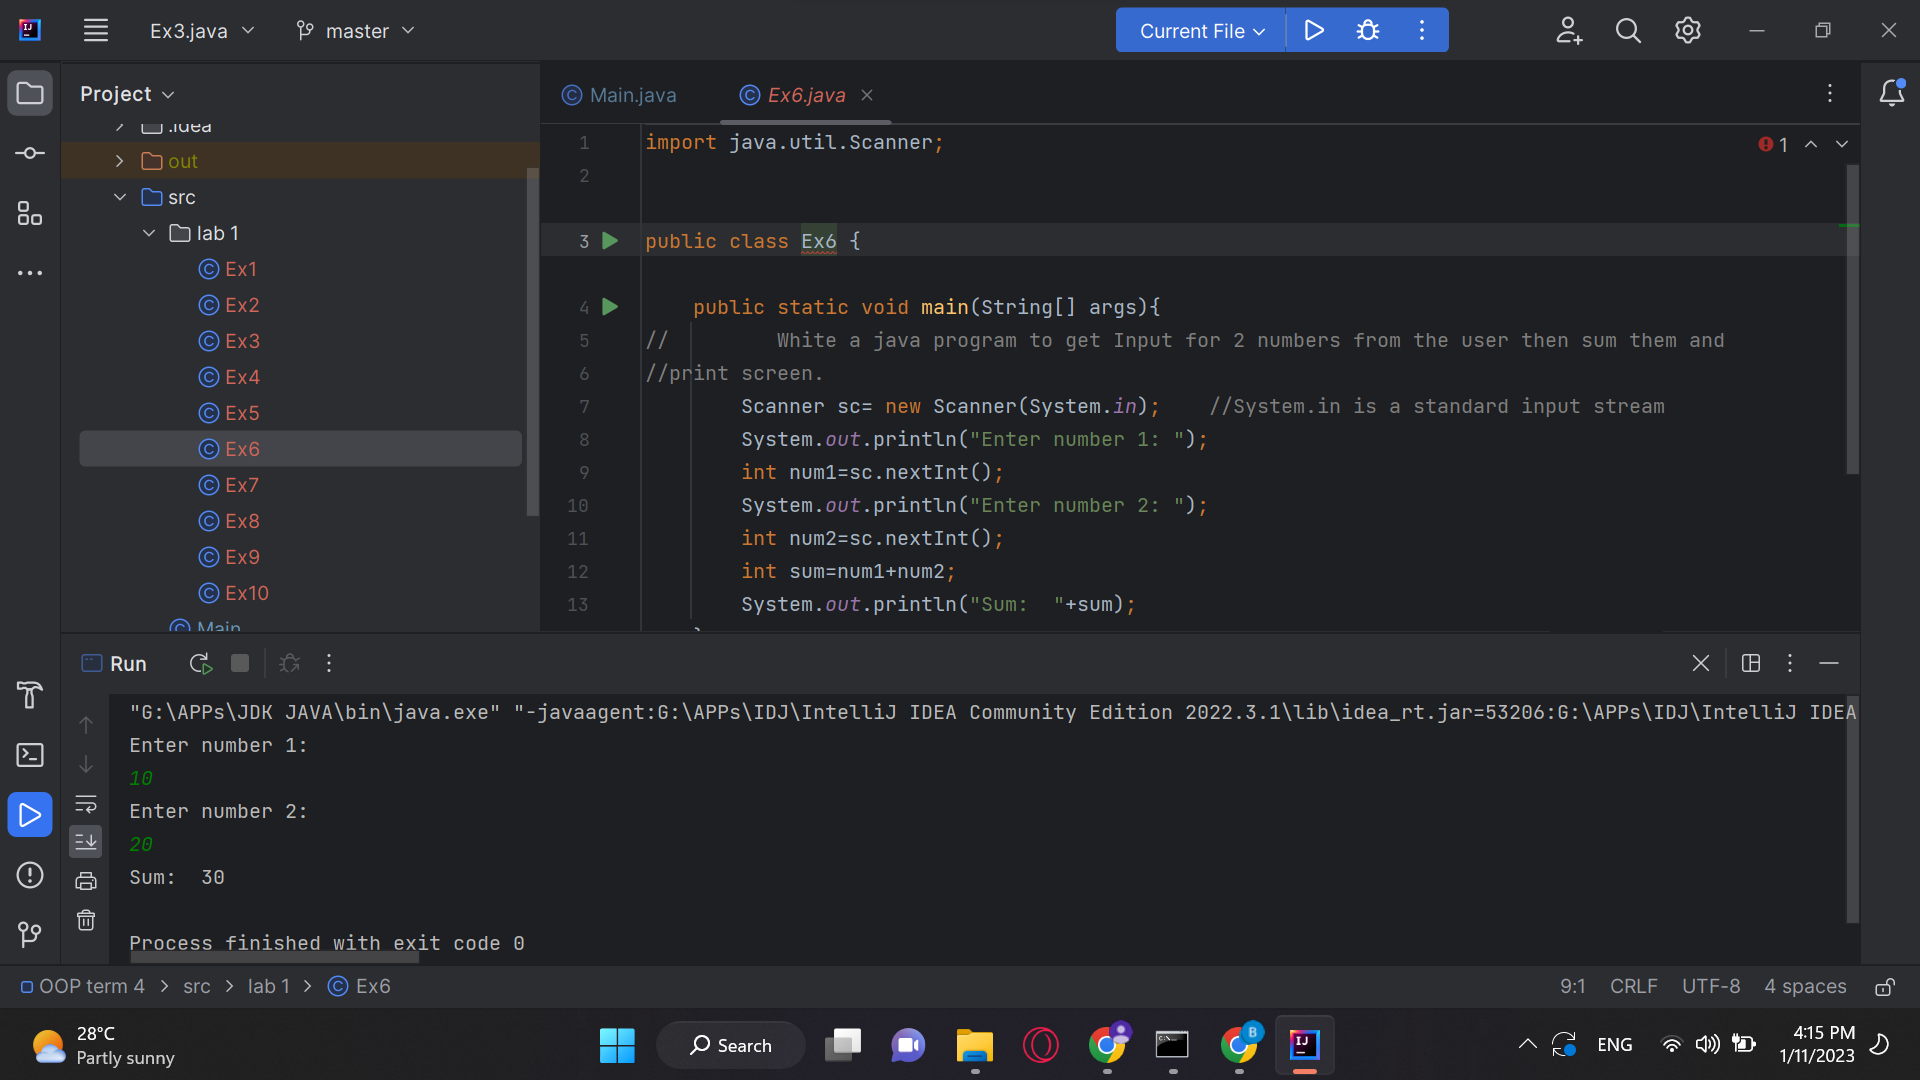 Ex3.java
master
Current File
Project
.idea
out
src
lab 1
Ex1
Ex2
Ex3
Ex4
Ex5
Ex6
Ex7
Ex8
Ex9
Ex10
Main
Main.java
Ex6.java
1
1 import java.util.Scanner;
2
3 public class Ex6 {
4 public static void main(String[] args){
5 // White a java program to get Input for 2 numbers from the user then sum them and
6 //print screen.
7 Scanner sc= new Scanner(System.in); //System.in is a standard input stream
8 System.out.println("Enter number 1: ");
9 int num1=sc.nextInt();
10 System.out.println("Enter number 2: ");
11 int num2=sc.nextInt();
12 int sum=num1+num2;
13 System.out.println("Sum:  "+sum);
Run
"G:\APPs\JDK JAVA\bin\java.exe" "-javaagent:G:\APPs\IDJ\IntelliJ IDEA Community Edition 2022.3.1\lib\idea_rt.jar=53206:G:\APPs\IDJ\IntelliJ IDEA
Enter number 1:
10
Enter number 2:
20
Sum:  30
Process finished with exit code 0
OOP term 4 > src > lab 1 > Ex6
9:1 CRLF UTF-8 4 spaces
28°C
Partly sunny
Search
ENG
4:15 PM
1/11/2023